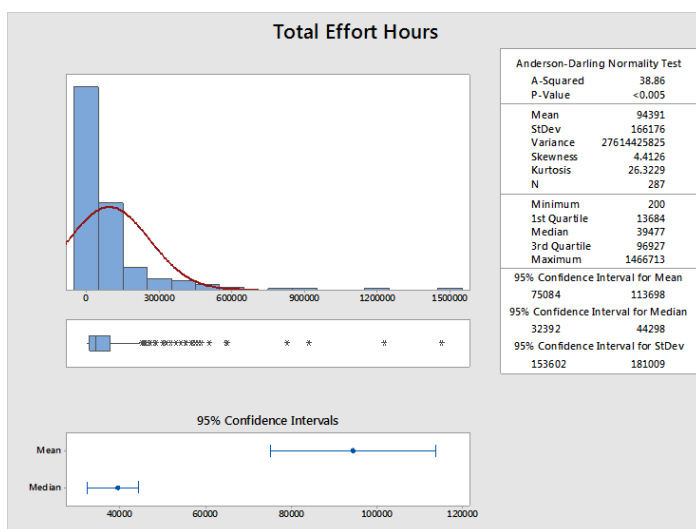 Total Effort Hours
0 300000 600000 900000 1200000 1500000
Anderson-Darling Normality Test
A-Squared 38.86
P-Value <0.005
Mean 94391
StDev 166176
Variance 27614425825
Skewness 4.4126
Kurtosis 26.3229
N 287
Minimum 200
1st Quartile 13684
Median 39477
3rd Quartile 96927
Maximum 1466713
95% Confidence Interval for Mean
75084 113698
95% Confidence Interval for Median
32392 44298
95% Confidence Interval for StDev
153602 181009
95% Confidence Intervals
Mean
Median
40000 60000 80000 100000 120000